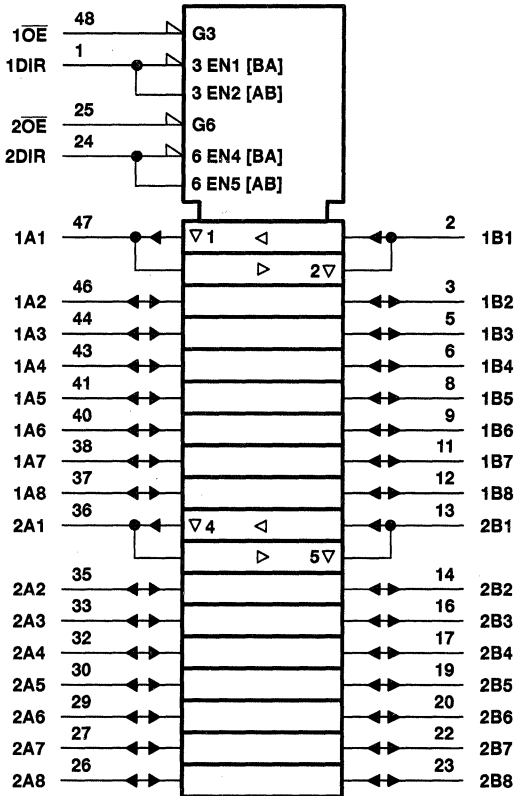 1O̅E̅ 48 G3
1DIR 1 3 EN1 [BA]
3 EN2 [AB]
2O̅E̅ 25 G6
2DIR 24 6 EN4 [BA]
6 EN5 [AB]
1A1 47 ▽ 1 ◁ 2 1B1
▷ 2 ▽
1A2 46 3 1B2
1A3 44 5 1B3
1A4 43 6 1B4
1A5 41 8 1B5
1A6 40 9 1B6
1A7 38 11 1B7
1A8 37 12 1B8
2A1 36 ▽ 4 ◁ 13 2B1
▷ 5 ▽
2A2 35 14 2B2
2A3 33 16 2B3
2A4 32 17 2B4
2A5 30 19 2B5
2A6 29 20 2B6
2A7 27 22 2B7
2A8 26 23 2B8